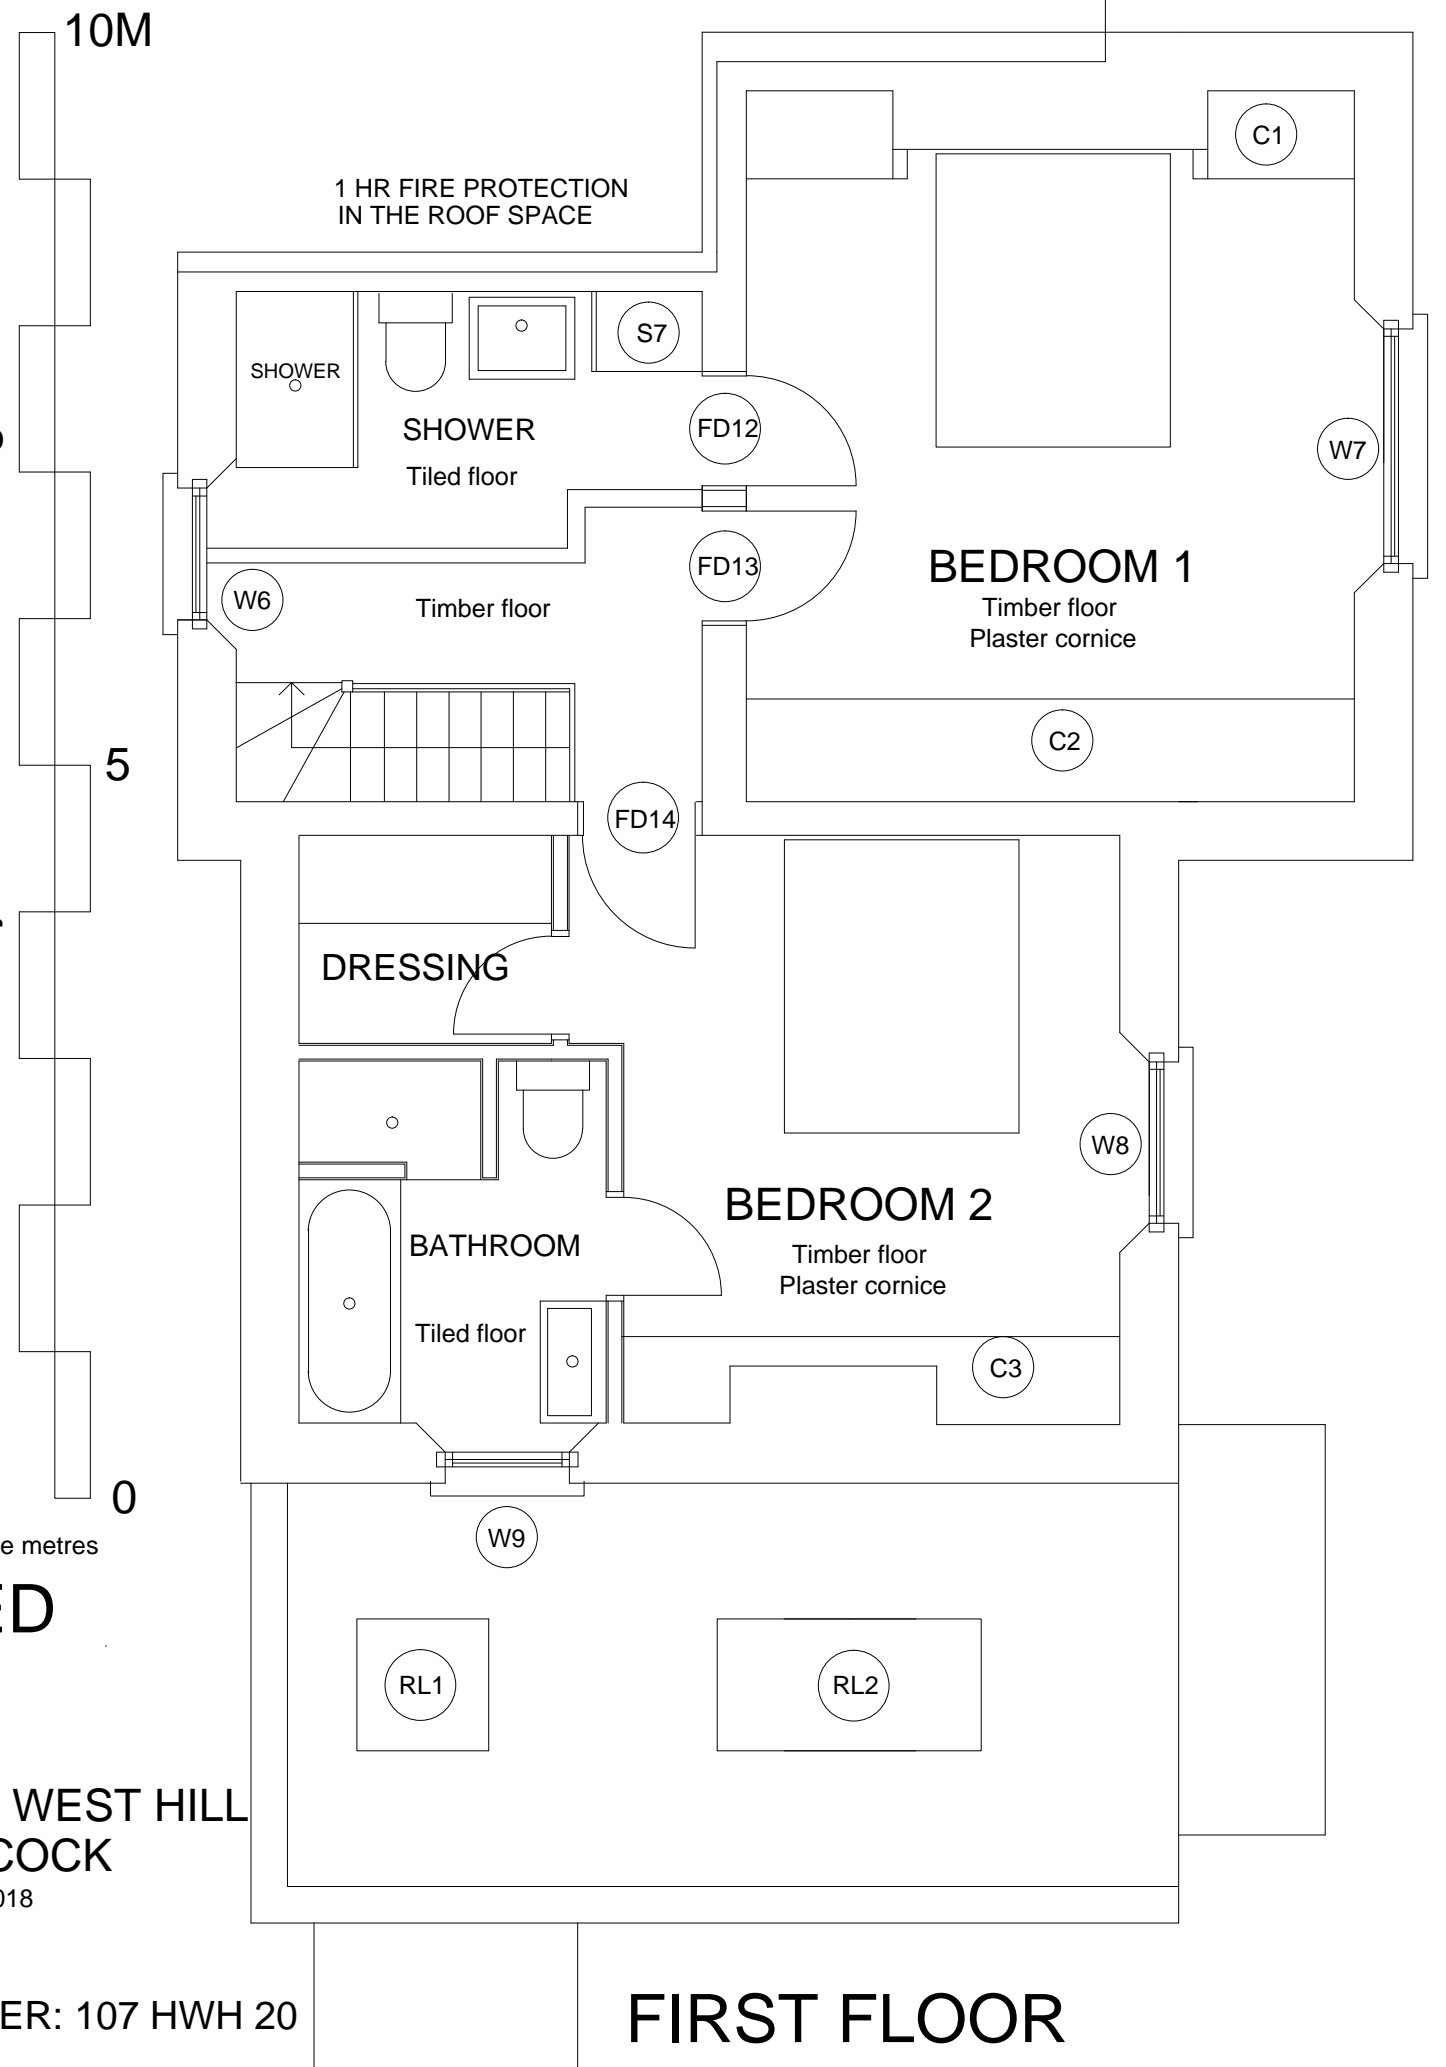 10M
C1
1 HR FIRE PROTECTION
IN THE ROOF SPACE
S7
SHOWER
SHOWER
Tiled floor
FD12
W7
FD13
BEDROOM 1
Timber floor
Plaster cornice
W6
Timber floor
C2
5
FD14
DRESSING
W8
BEDROOM 2
Timber floor
Plaster cornice
BATHROOM
Tiled floor
C3
0
W9
e metres
ED
RL1
RL2
WEST HILL
COCK
018
ER: 107 HWH 20
FIRST FLOOR